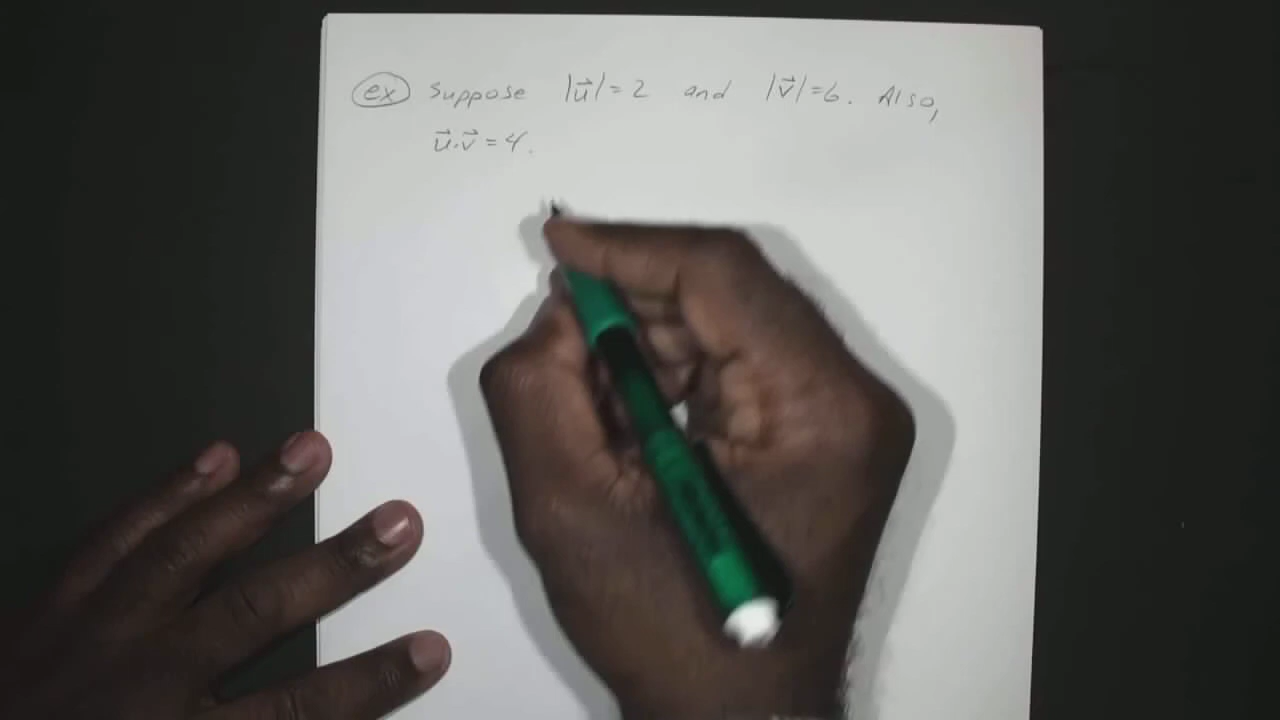 ex Suppose |u⃗|=2 and |v⃗|=6. Also,
u⃗·v⃗=4.